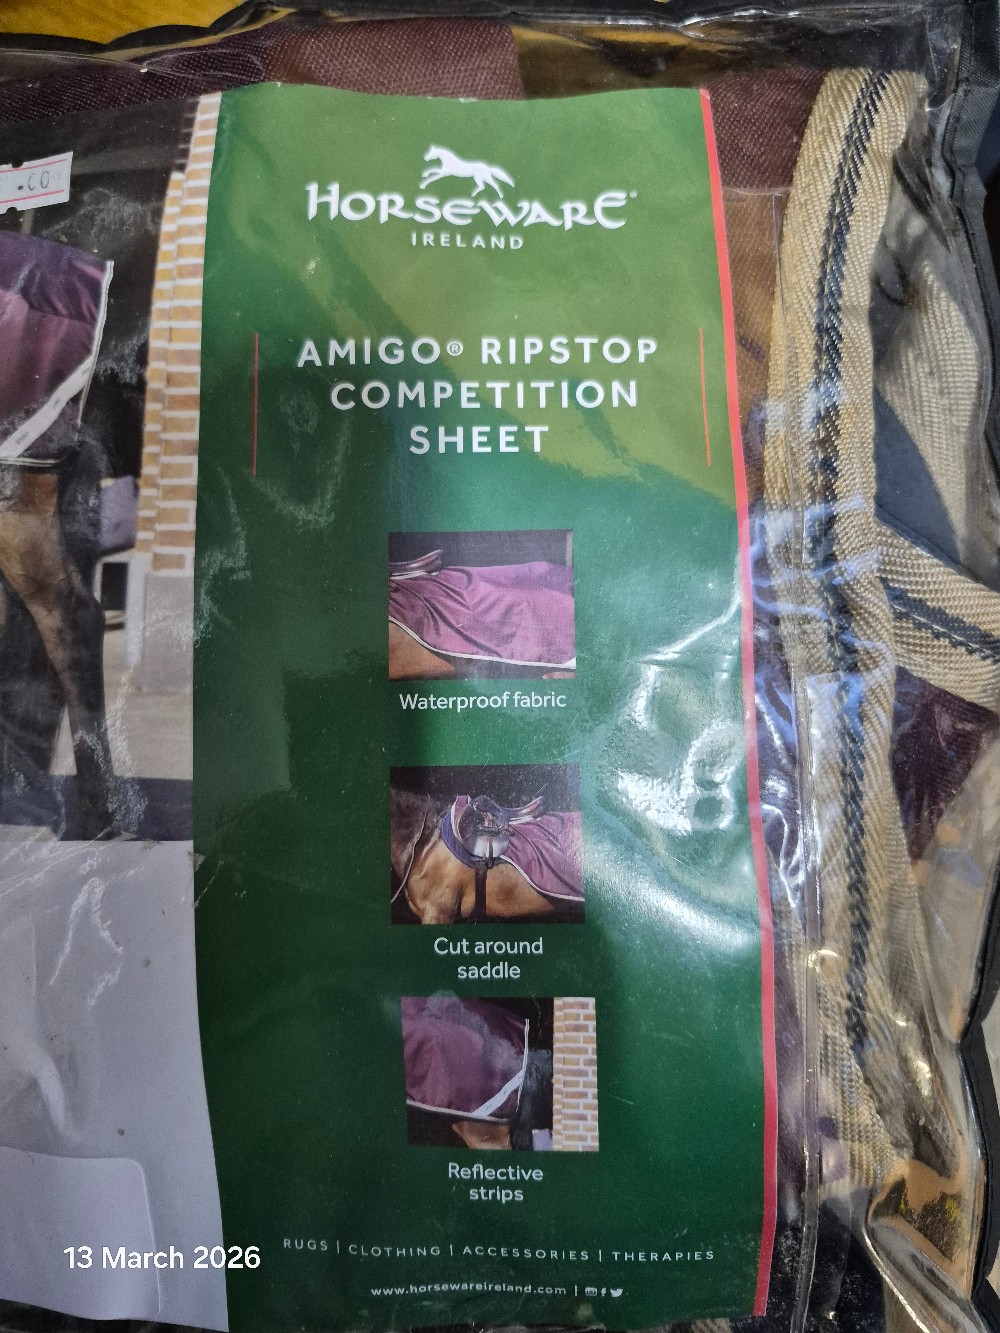 .00
HORSEWARE®
IRELAND
AMIGO® RIPSTOP
COMPETITION
SHEET
Waterproof fabric
Cut around
saddle
Reflective
strips
RUGS | CLOTHING | ACCESSORIES | THERAPIES
www.horsewareireland.com |
13 March 2026